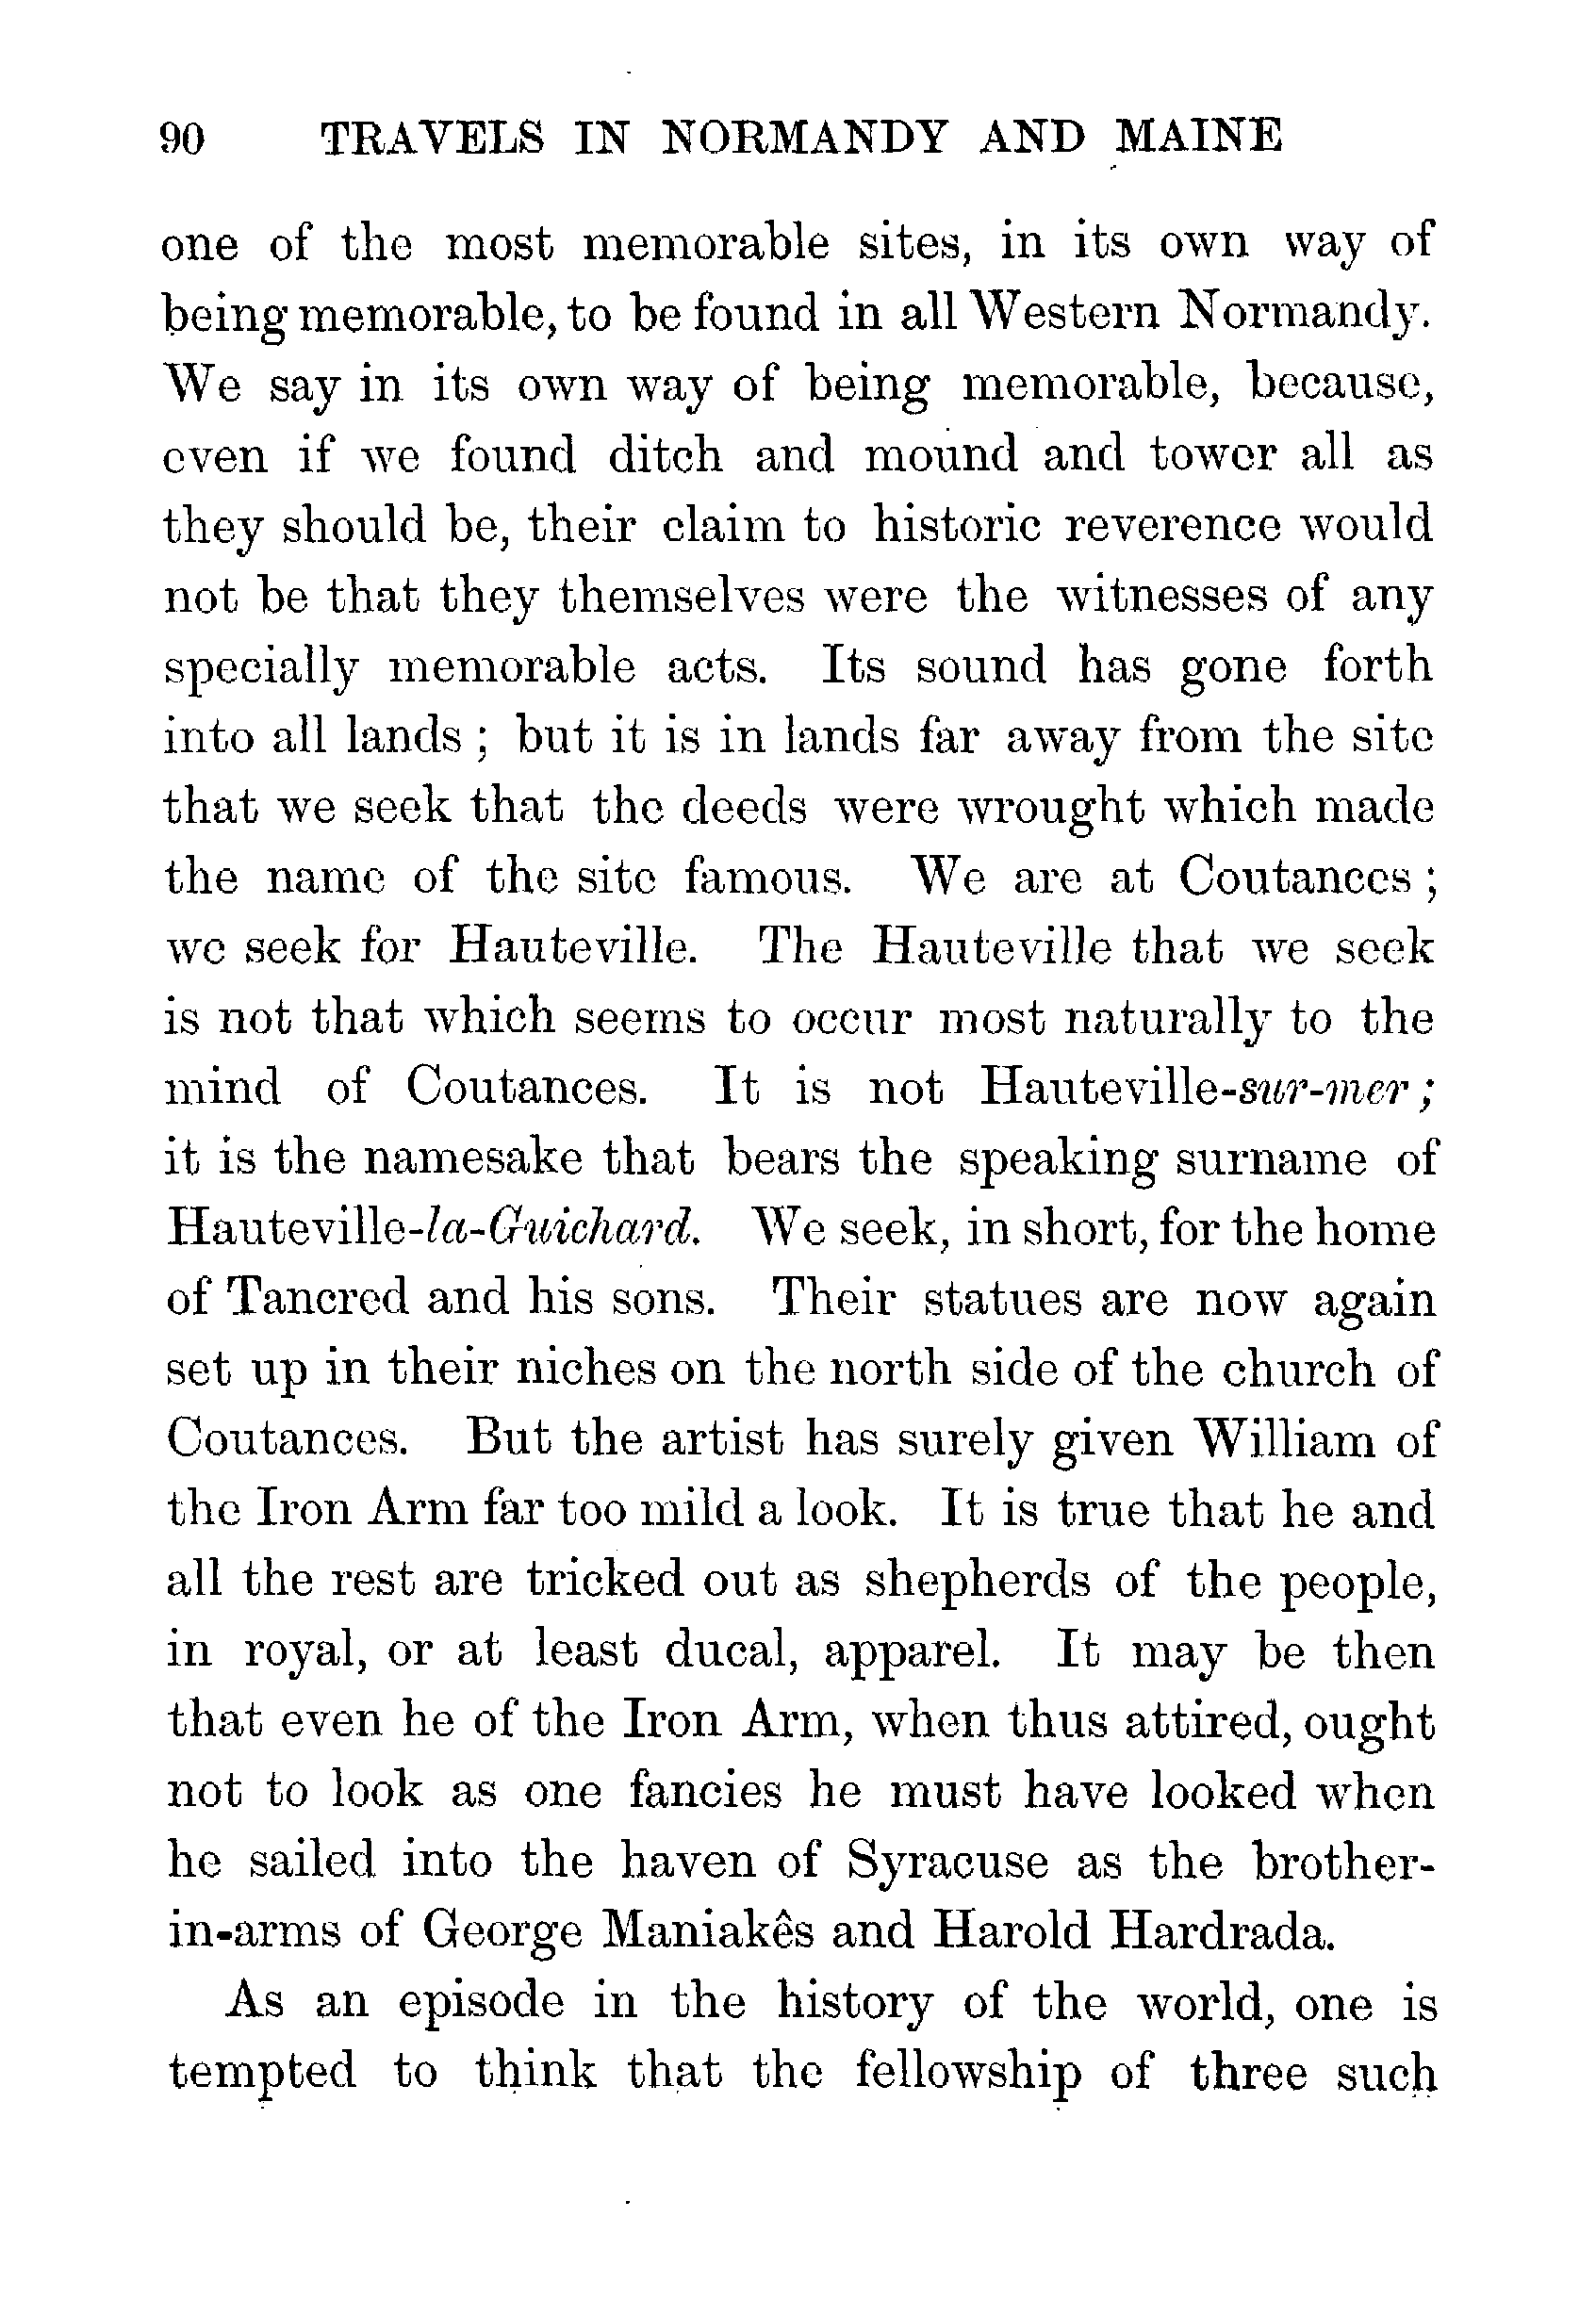 90 TRAVELS IN NORMANDY AND MAINE
one of the most memorable sites, in its own way of
being memorable, to be found in all Western Normandy.
We say in its own way of being memorable, because,
even if we found ditch and mound and tower all as
they should be, their claim to historic reverence would
not be that they themselves were the witnesses of any
specially memorable acts. Its sound has gone forth
into all lands ; but it is in lands far away from the site
that we seek that the deeds were wrought which made
the name of the site famous. We are at Coutances ;
we seek for Hauteville. The Hauteville that we seek
is not that which seems to occur most naturally to the
mind of Coutances. It is not Hauteville-sur-mer ;
it is the namesake that bears the speaking surname of
Hauteville-la-Guichard. We seek, in short, for the home
of Tancred and his sons. Their statues are now again
set up in their niches on the north side of the church of
Coutances. But the artist has surely given William of
the Iron Arm far too mild a look. It is true that he and
all the rest are tricked out as shepherds of the people,
in royal, or at least ducal, apparel. It may be then
that even he of the Iron Arm, when thus attired, ought
not to look as one fancies he must have looked when
he sailed into the haven of Syracuse as the brother-
in-arms of George Maniakês and Harold Hardrada.
As an episode in the history of the world, one is
tempted to think that the fellowship of three such